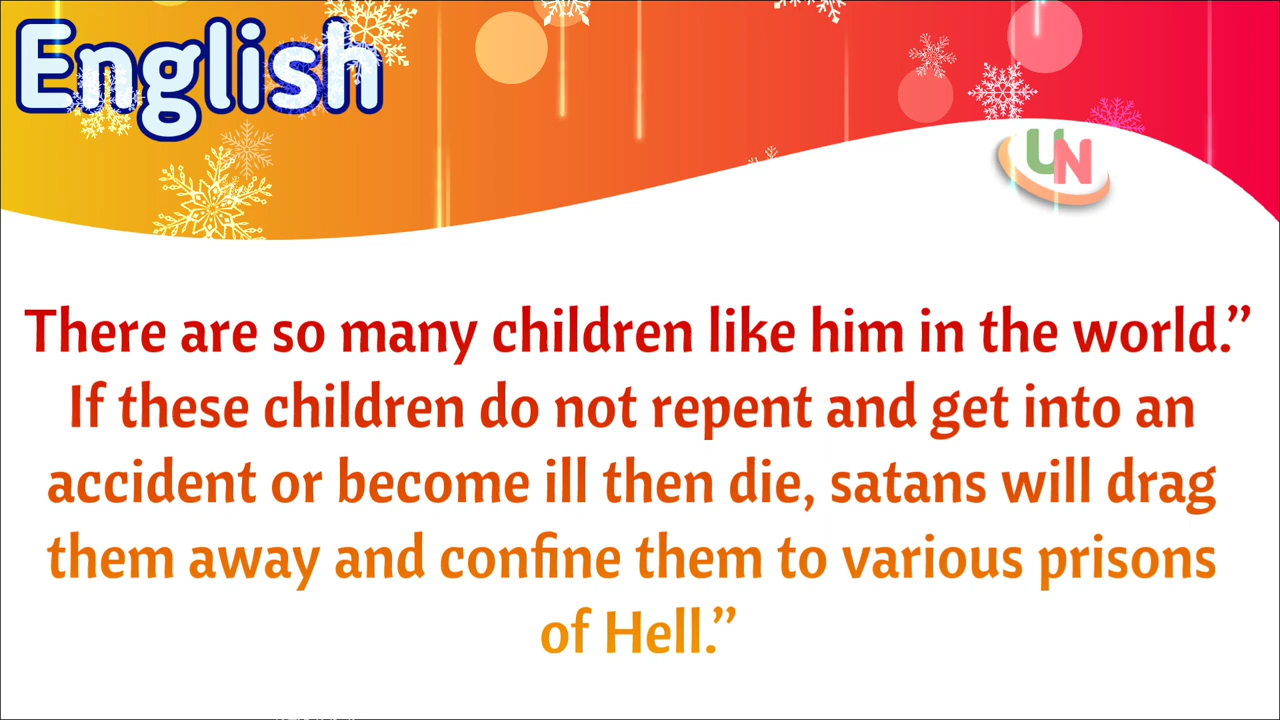 English
UN
There are so many children like him in the world.”
If these children do not repent and get into an
accident or become ill then die, satans will drag
them away and confine them to various prisons
of Hell.”